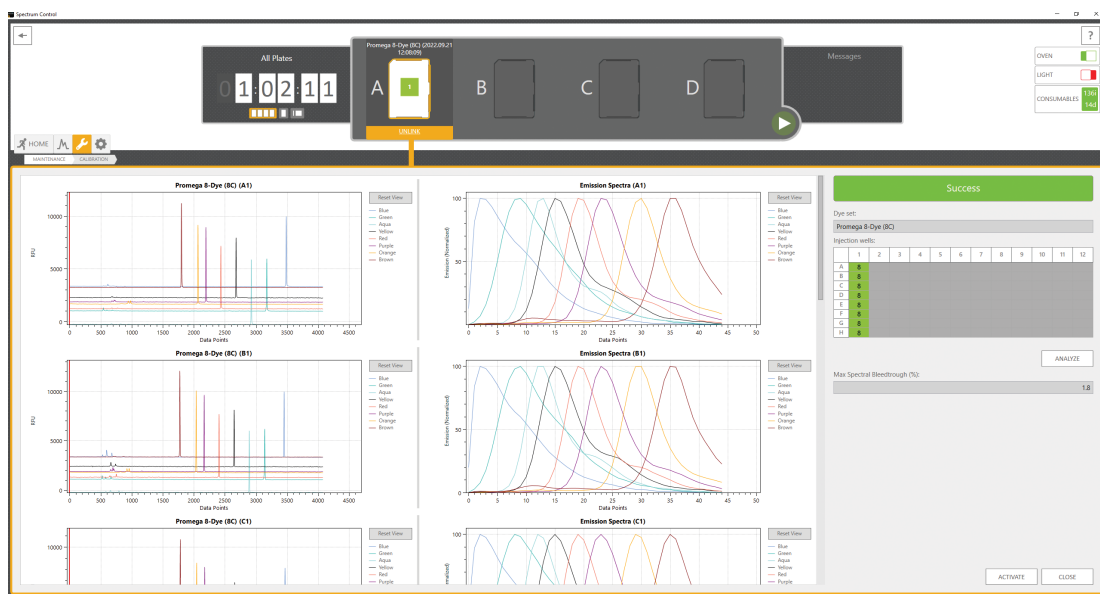 Spectrum Control
?
Promega 8-Dye (8C) (2022.09.21
12:08:09)
All Plates
01:02:11
A
1
B
C
D
UNLINK
Messages
OVEN
LIGHT
CONSUMABLES
136i
14d
HOME
MAINTENANCE
CALIBRATION
Promega 8-Dye (8C) (A1)
RFU
10000
5000
0
0 500 1000 1500 2000 2500 3000 3500 4000 4500
Data Points
Reset View
Blue
Green
Aqua
Yellow
Red
Purple
Orange
Brown
Emission Spectra (A1)
Emission (Normalized)
100
50
0
0 5 10 15 20 25 30 35 40 45 50
Data Points
Reset View
Blue
Green
Aqua
Yellow
Red
Purple
Orange
Brown
Promega 8-Dye (8C) (B1)
RFU
10000
5000
0
0 500 1000 1500 2000 2500 3000 3500 4000 4500
Data Points
Reset View
Blue
Green
Aqua
Yellow
Red
Purple
Orange
Brown
Emission Spectra (B1)
Emission (Normalized)
100
50
0
0 5 10 15 20 25 30 35 40 45 50
Data Points
Reset View
Blue
Green
Aqua
Yellow
Red
Purple
Orange
Brown
Promega 8-Dye (8C) (C1)
10000
Reset View
Blue
Green
Aqua
Yellow
Red
Purple
Emission Spectra (C1)
100
50
Reset View
Blue
Green
Aqua
Yellow
Red
Purple
Success
Dye set:
Promega 8-Dye (8C)
Injection wells:
1 2 3 4 5 6 7 8 9 10 11 12
A 8
B 8
C 8
D 8
E 8
F 8
G 8
H 8
ANALYZE
Max Spectral Bleedtrough (%):
1.8
ACTIVATE
CLOSE